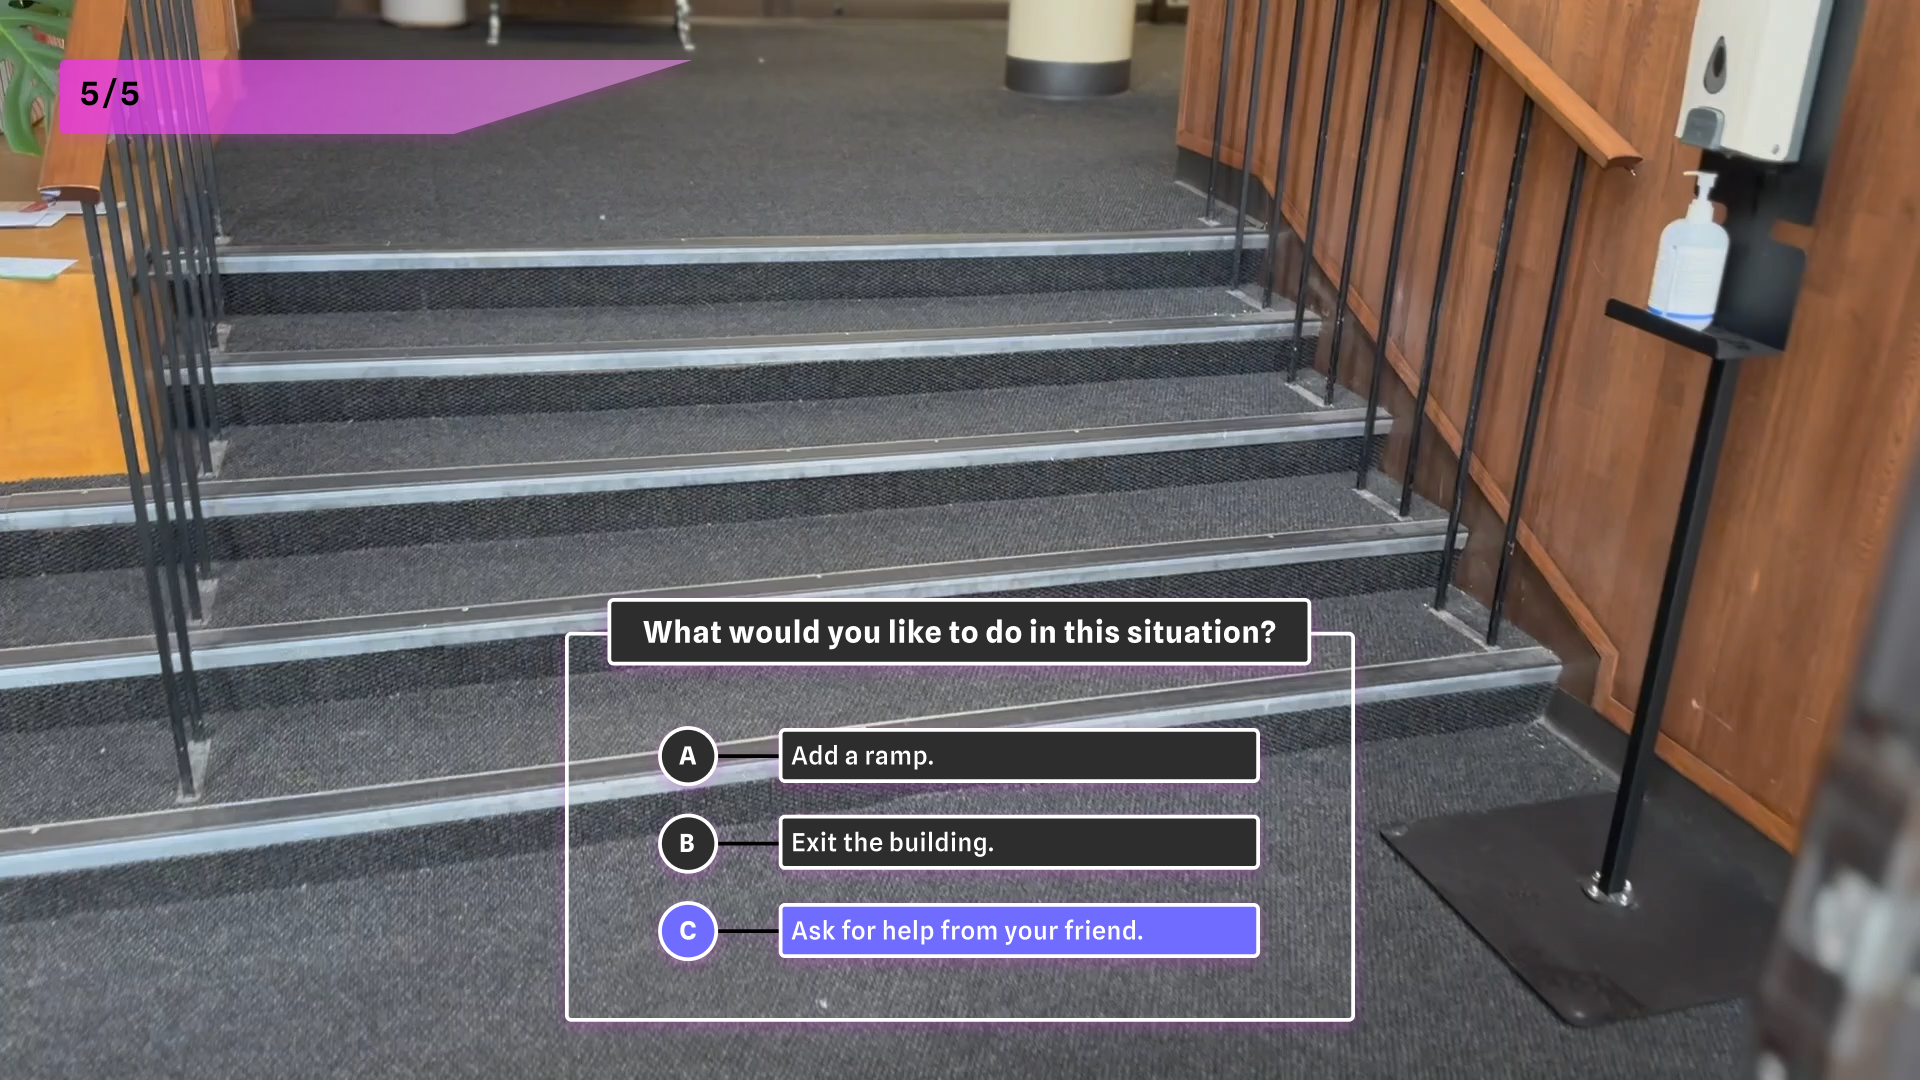 5/5
What would you like to do in this situation?
A
Add a ramp.
B
Exit the building.
C
Ask for help from your friend.